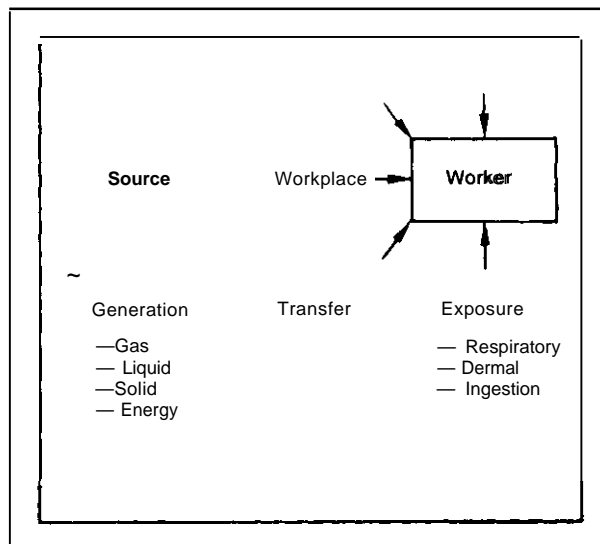 Source Workplace Worker
~
Generation Transfer Exposure
—Gas — Respiratory
— Liquid — Dermal
—Solid — Ingestion
— Energy